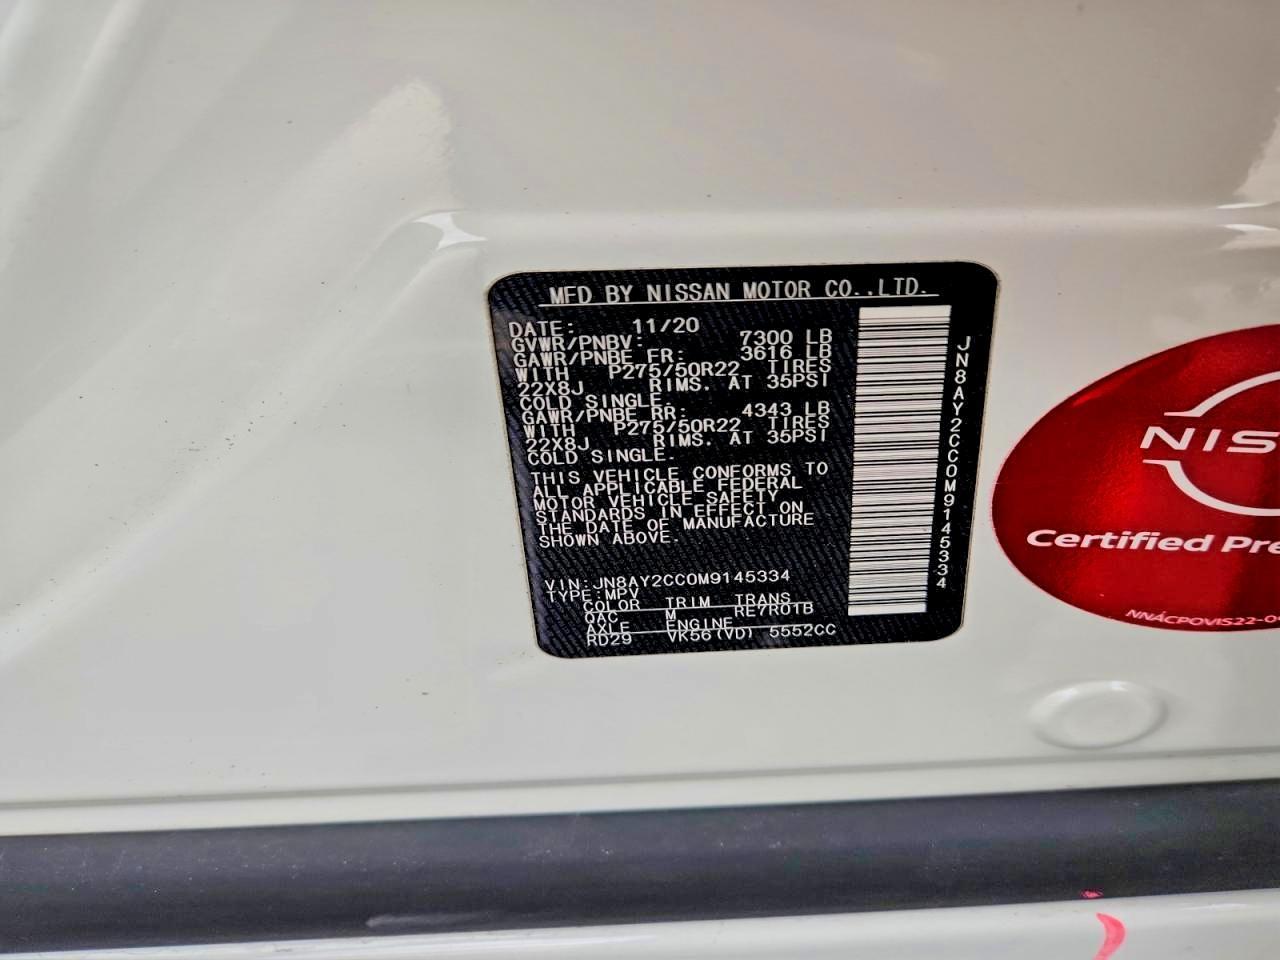 MFD BY NISSAN MOTOR CO.,LTD.
DATE: 11/20
GVWR/PNBV: 7300 LB
GAWR/PNBE FR: 3616 LB
WITH P275/50R22 TIRES
22X8J RIMS. AT 35PSI
COLD SINGLE.
GAWR/PNBE RR: 4343 LB
WITH P275/50R22 TIRES
22X8J RIMS. AT 35PSI
COLD SINGLE.
THIS VEHICLE CONFORMS TO
ALL APPLICABLE FEDERAL
MOTOR VEHICLE SAFETY
STANDARDS IN EFFECT ON
THE DATE OF MANUFACTURE
SHOWN ABOVE.
VIN:JN8AY2CC0M9145334
TYPE:MPV
COLOR TRIM TRANS
QAC M RE7R01B
AXLE ENGINE
RD29 VK56(VD) 5552CC
JN8AY2CC0M9145334
NIS
Certified Pre
NNACPOVIS22-0